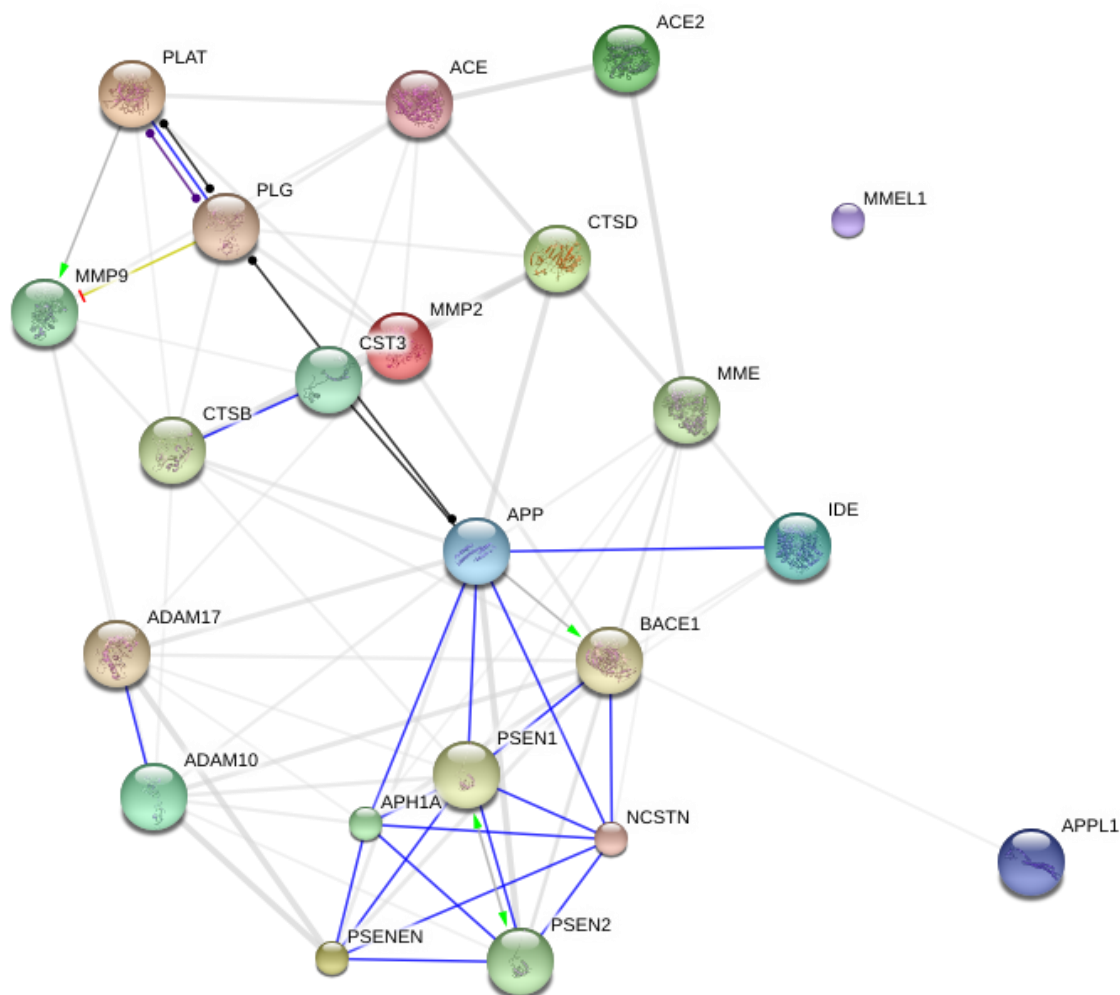 ACE2
PLAT
ACE
PLG
MMEL1
CTSD
MMP9
MMP2
CST3
MME
CTSB
APP
IDE
ADAM17
BACE1
PSEN1
ADAM10
APH1A
NCSTN
APPL1
PSEN2
PSENEN